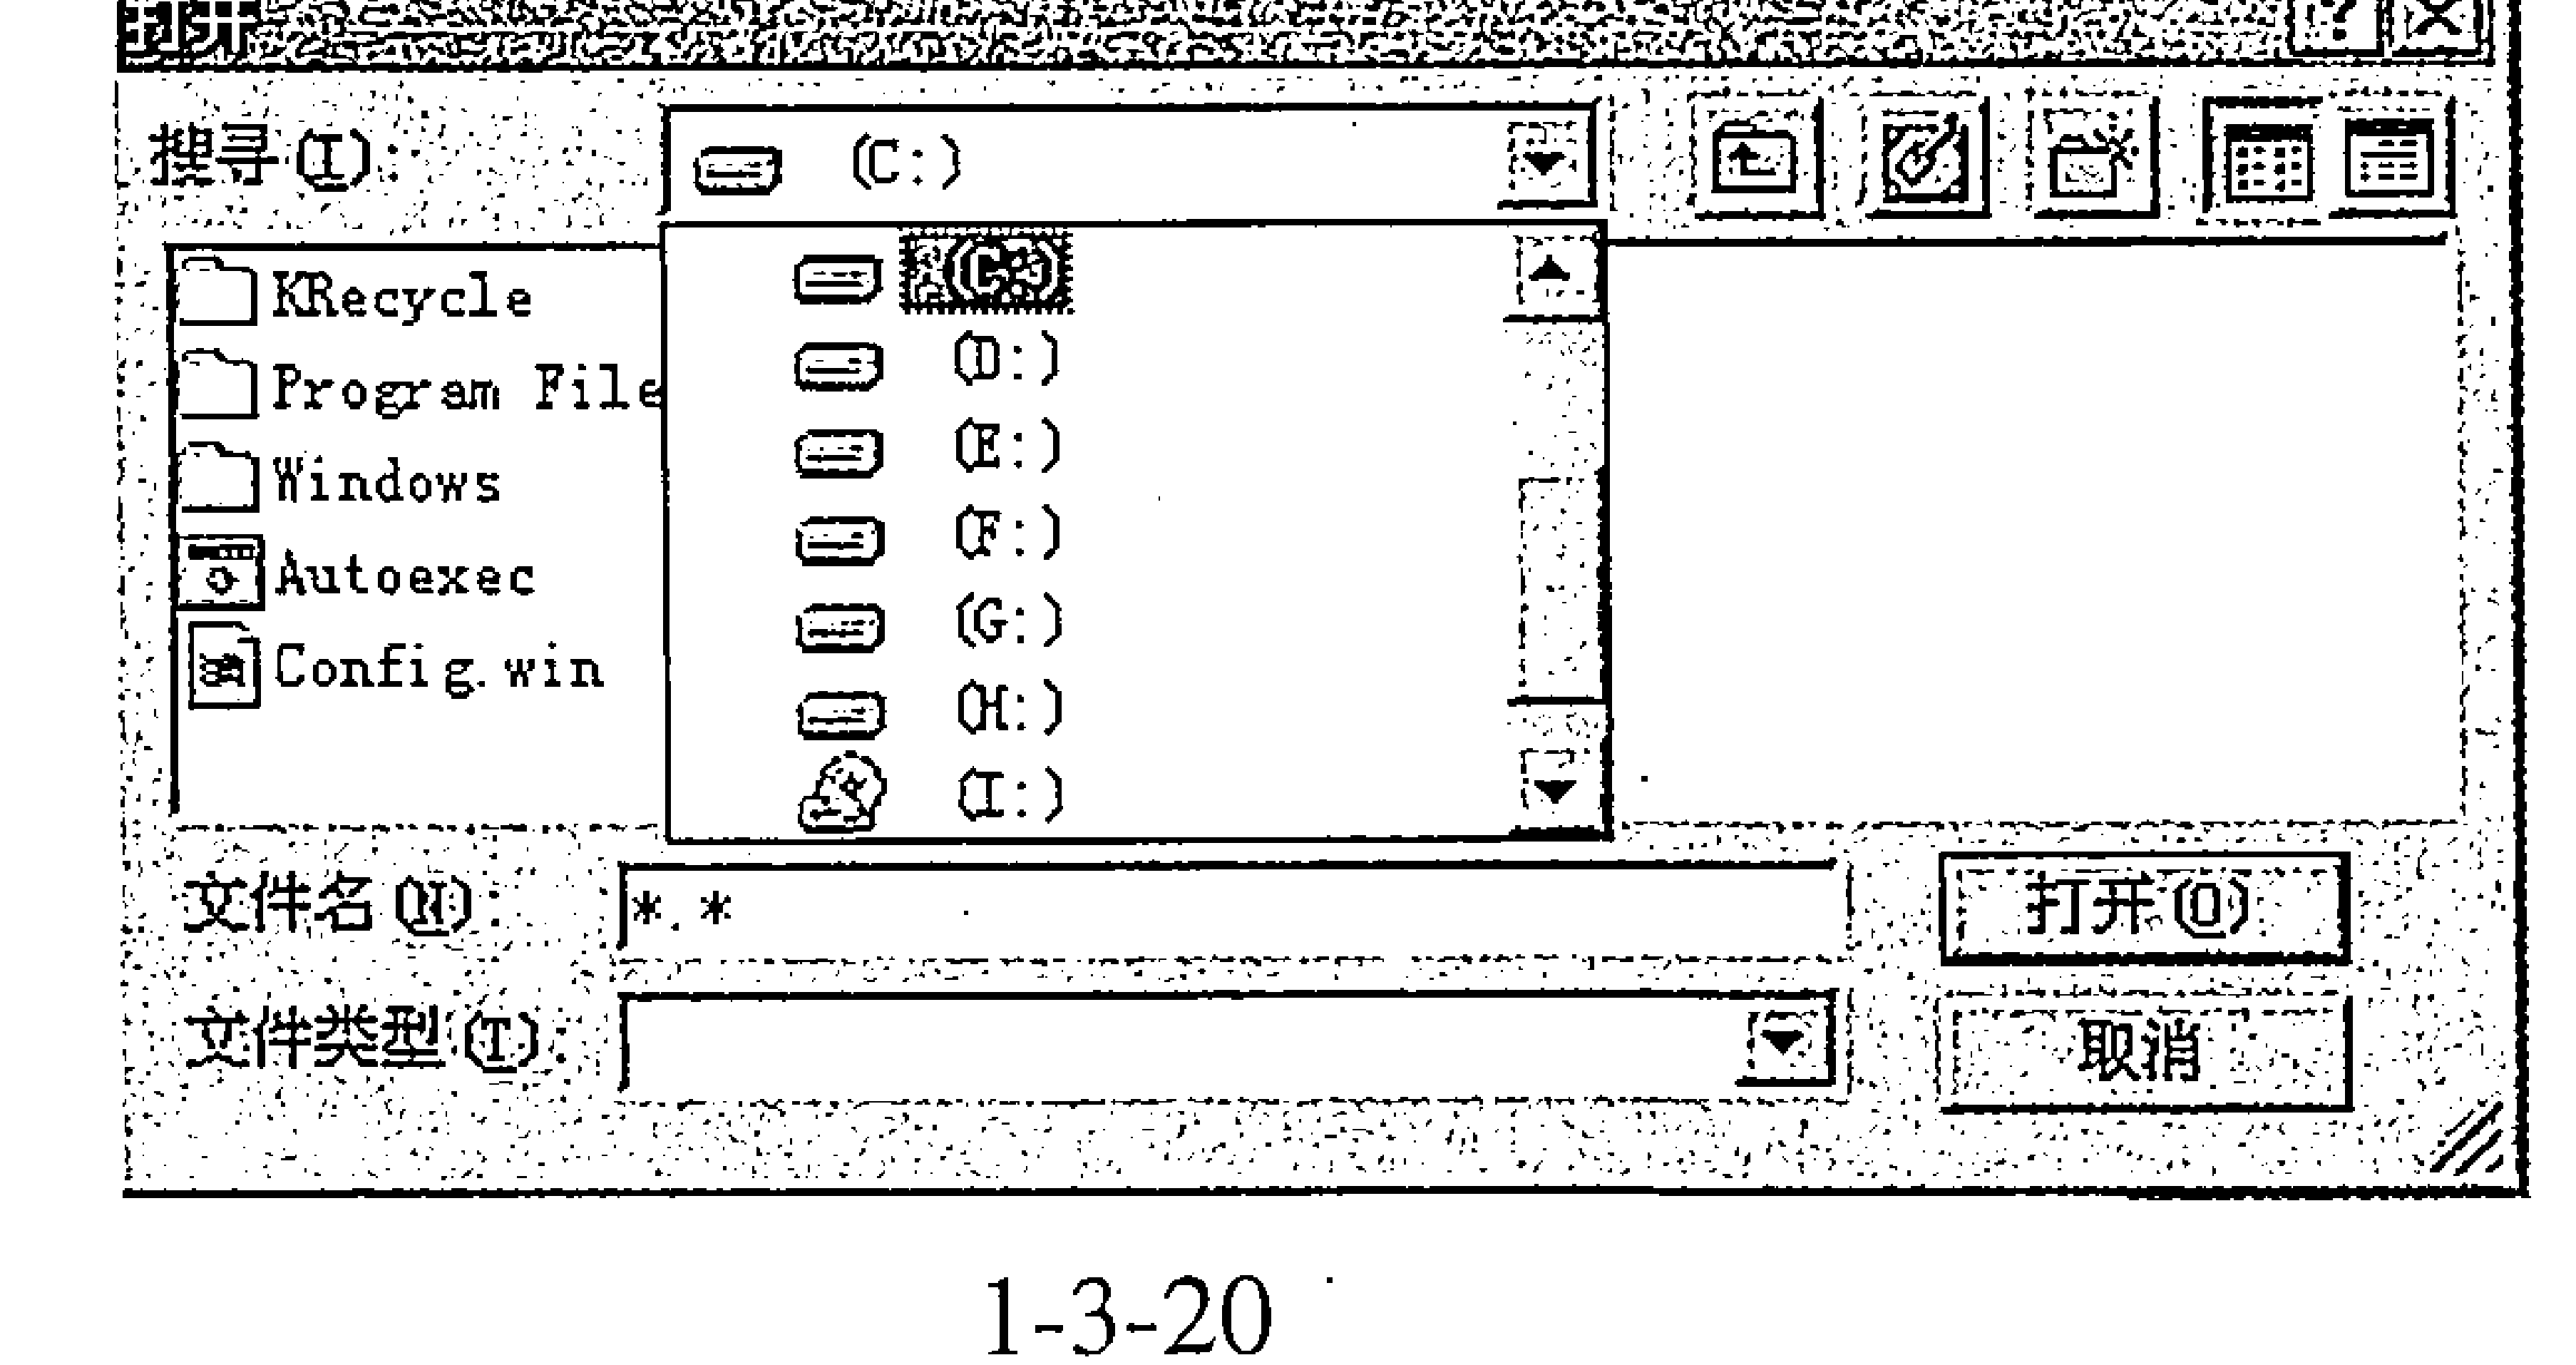 打开
搜寻(I):
(C:)
(C:)
(D:)
(E:)
(F:)
(G:)
(H:)
(I:)
KRecycle
Program File
Windows
Autoexec
Config.win
文件名(N):
*.*
打开(O)
文件类型(T):
取消
1-3-20